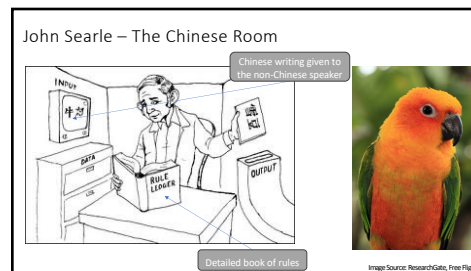 John Searle – The Chinese Room
Chinese writing given to
the non-Chinese speaker
INPUT
DATA
RULE
LEDGER
OUTPUT
Detailed book of rules
Image Source: ResearchGate, Free